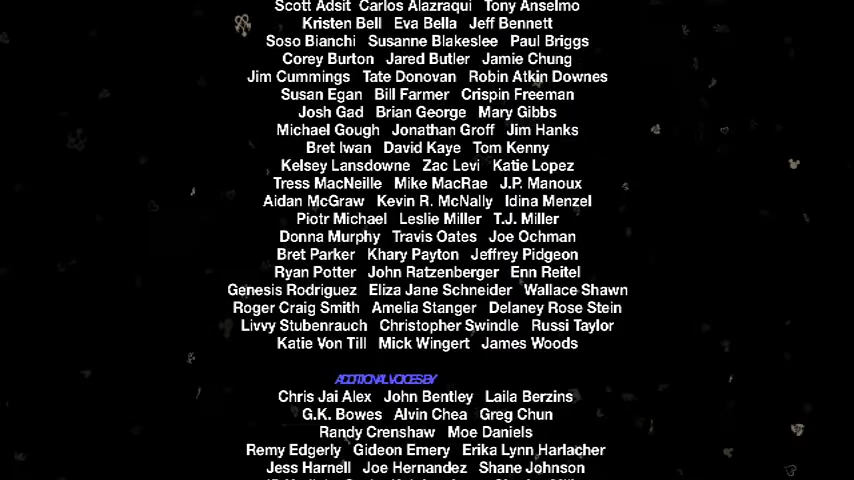 Scott Adsit Carlos Alazraqui Tony Anselmo
Kristen Bell Eva Bella Jeff Bennett
Soso Bianchi Susanne Blakeslee Paul Briggs
Corey Burton Jared Butler Jamie Chung
Jim Cummings Tate Donovan Robin Atkin Downes
Susan Egan Bill Farmer Crispin Freeman
Josh Gad Brian George Mary Gibbs
Michael Gough Jonathan Groff Jim Hanks
Bret Iwan David Kaye Tom Kenny
Kelsey Lansdowne Zac Levi Katie Lopez
Tress MacNeille Mike MacRae J.P. Manoux
Aidan McGraw Kevin R. McNally Idina Menzel
Piotr Michael Leslie Miller T.J. Miller
Donna Murphy Travis Oates Joe Ochman
Bret Parker Khary Payton Jeffrey Pidgeon
Ryan Potter John Ratzenberger Enn Reitel
Genesis Rodriguez Eliza Jane Schneider Wallace Shawn
Roger Craig Smith Amelia Stanger Delaney Rose Stein
Livvy Stubenrauch Christopher Swindle Russi Taylor
Katie Von Till Mick Wingert James Woods
ADDITIONAL VOICES BY
Chris Jai Alex John Bentley Laila Berzins
G.K. Bowes Alvin Chea Greg Chun
Randy Crenshaw Moe Daniels
Remy Edgerly Gideon Emery Erika Lynn Harlacher
Jess Harnell Joe Hernandez Shane Johnson